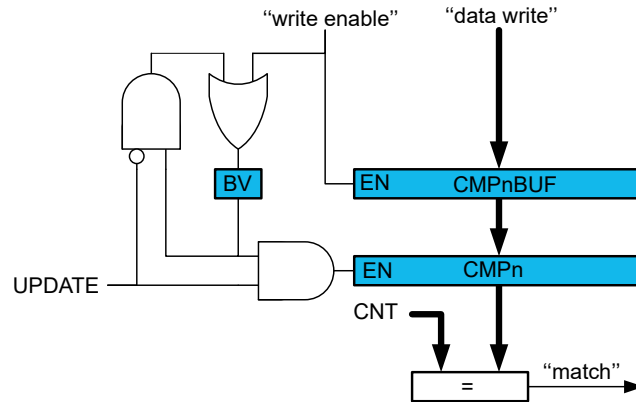 “write enable”
“data write”
BV
EN
CMPnBUF
EN
CMPn
UPDATE
CNT
=
“match”